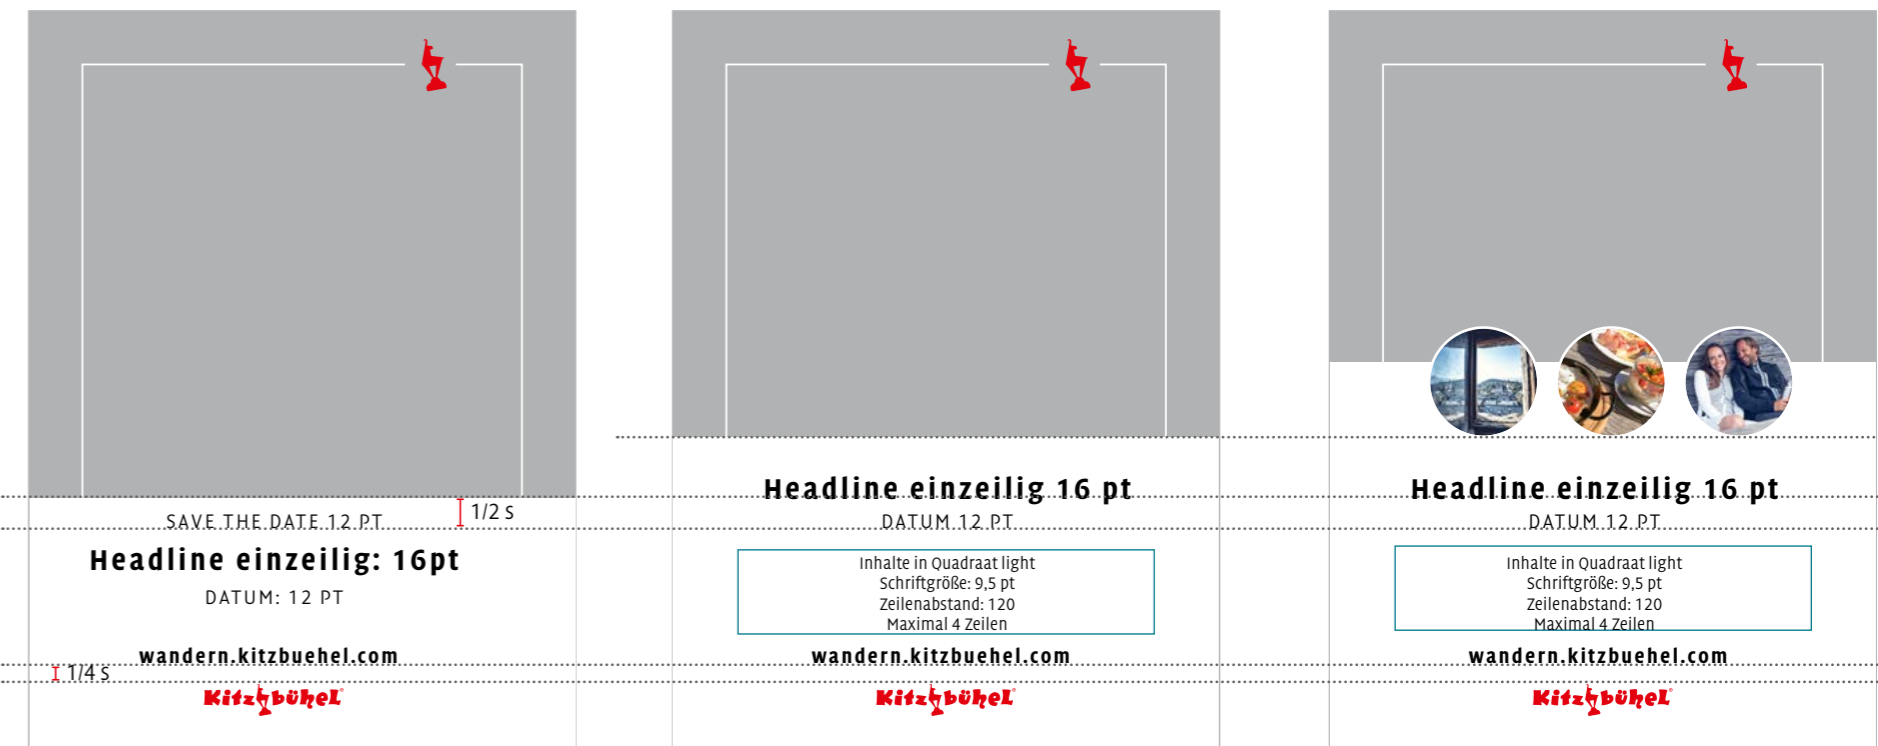 SAVE THE DATE 12 PT
1/2 s
Headline einzeilig: 16pt
DATUM: 12 PT
wandern.kitzbuehel.com
1/4 s
Kitzbühel®
Headline einzeilig 16 pt
DATUM 12 PT
Inhalte in Quadraat light
Schriftgröße: 9,5 pt
Zeilenabstand: 120
Maximal 4 Zeilen
wandern.kitzbuehel.com
Kitzbühel®
Headline einzeilig 16 pt
DATUM 12 PT
Inhalte in Quadraat light
Schriftgröße: 9,5 pt
Zeilenabstand: 120
Maximal 4 Zeilen
wandern.kitzbuehel.com
Kitzbühel®